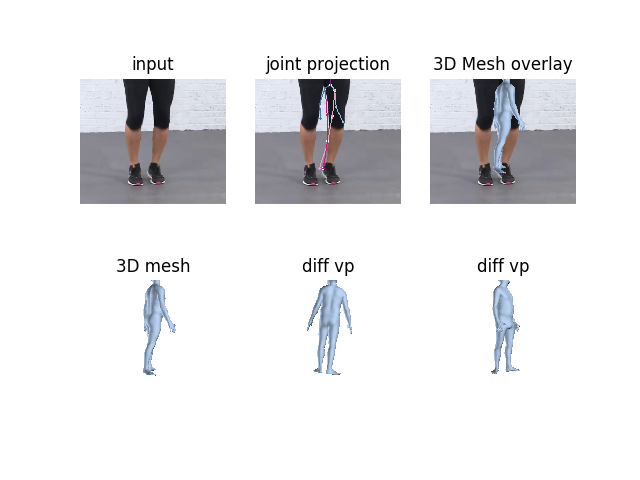 input
joint projection
3D Mesh overlay
3D mesh
diff vp
diff vp